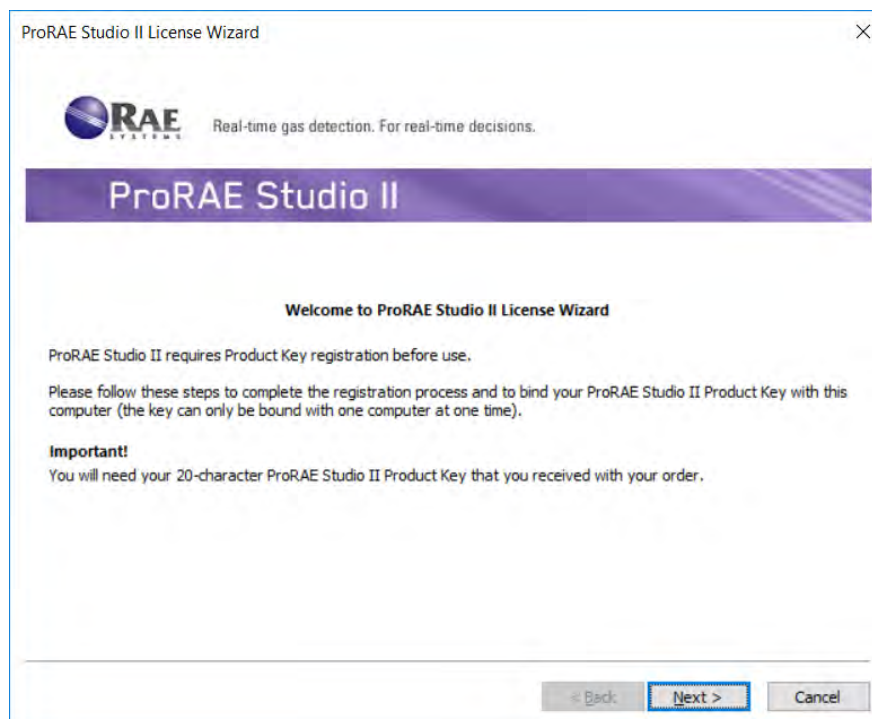 ProRAE Studio II License Wizard
RAE
SYSTEMS
Real-time gas detection. For real-time decisions.
ProRAE Studio II
Welcome to ProRAE Studio II License Wizard
ProRAE Studio II requires Product Key registration before use.
Please follow these steps to complete the registration process and to bind your ProRAE Studio II Product Key with this
computer (the key can only be bound with one computer at one time).
Important!
You will need your 20-character ProRAE Studio II Product Key that you received with your order.
< Back Next > Cancel